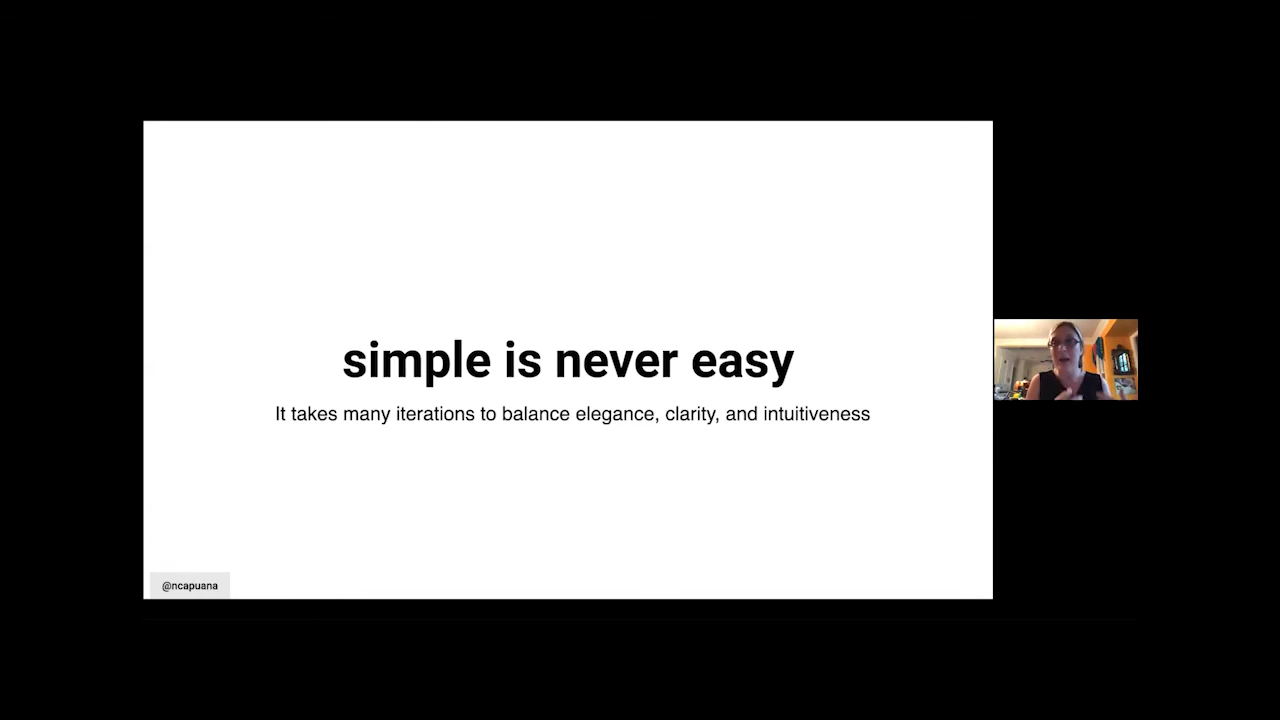 simple is never easy
It takes many iterations to balance elegance, clarity, and intuitiveness
@ncapuana